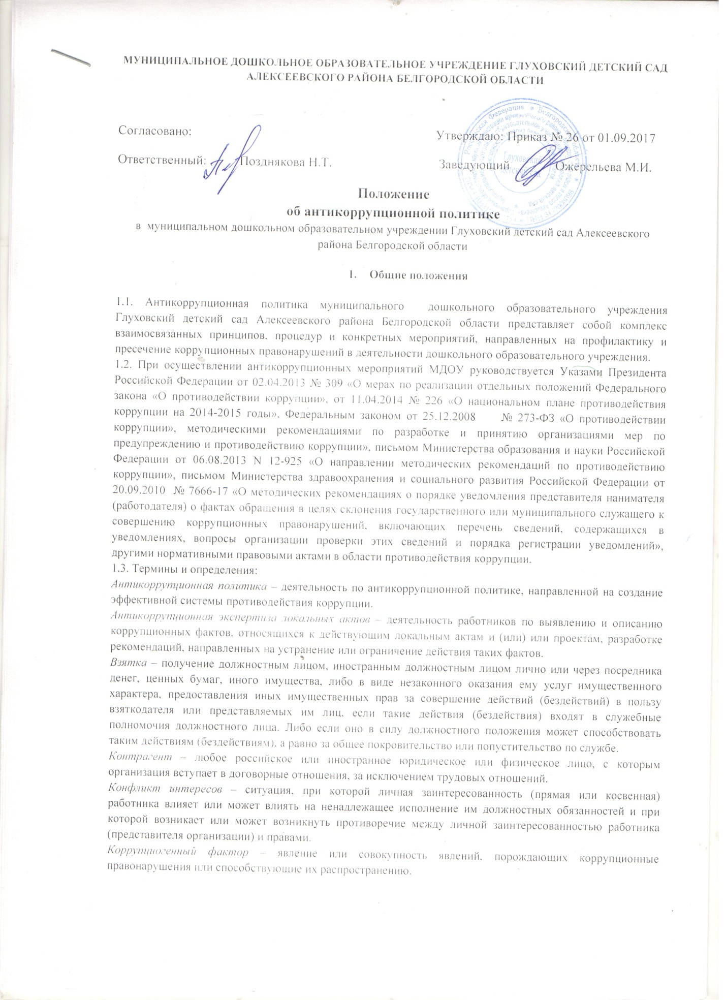 МУНИЦИПАЛЬНОЕ ДОШКОЛЬНОЕ ОБРАЗОВАТЕЛЬНОЕ УЧРЕЖДЕНИЕ ГЛУХОВСКИЙ ДЕТСКИЙ САД
АЛЕКСЕЕВСКОГО РАЙОНА БЕЛГОРОДСКОЙ ОБЛАСТИ
Согласовано:
Утверждаю: Приказ № 26 от 01.09.2017
Ответственный: Позднякова Н.Т.
Заведующий Ожерельева М.И.
Российская Федерация * Белгородская область *
Глуховский
детский сад
Положение
об антикоррупционной политике
в муниципальном дошкольном образовательном учреждении Глуховский детский сад Алексеевского
района Белгородской области
1. Общие положения
1.1. Антикоррупционная политика муниципального дошкольного образовательного учреждения
Глуховский детский сад Алексеевского района Белгородской области представляет собой комплекс
взаимосвязанных принципов, процедур и конкретных мероприятий, направленных на профилактику и
пресечение коррупционных правонарушений в деятельности дошкольного образовательного учреждения.
1.2. При осуществлении антикоррупционных мероприятий МДОУ руководствуется Указами Президента
Российской Федерации от 02.04.2013 № 309 «О мерах по реализации отдельных положений Федерального
закона «О противодействии коррупции», от 11.04.2014 № 226 «О национальном плане противодействия
коррупции на 2014-2015 годы», Федеральным законом от 25.12.2008 № 273-ФЗ «О противодействии
коррупции», методическими рекомендациями по разработке и принятию организациями мер по
предупреждению и противодействию коррупции», письмом Министерства образования и науки Российской
Федерации от 06.08.2013 N 12-925 «О направлении методических рекомендаций по противодействию
коррупции», письмом Министерства здравоохранения и социального развития Российской Федерации от
20.09.2010 № 7666-17 «О методических рекомендациях о порядке уведомления представителя нанимателя
(работодателя) о фактах обращения в целях склонения государственного или муниципального служащего к
совершению коррупционных правонарушений, включающих перечень сведений, содержащихся в
уведомлениях, вопросы организации проверки этих сведений и порядка регистрации уведомлений»,
другими нормативными правовыми актами в области противодействия коррупции.
1.3. Термины и определения:
Антикоррупционная политика – деятельность по антикоррупционной политике, направленной на создание
эффективной системы противодействия коррупции.
Антикоррупционная экспертиза локальных актов – деятельность работников по выявлению и описанию
коррупционных фактов, относящихся к действующим локальным актам и (или) или проектам, разработке
рекомендаций, направленных на устранение или ограничение действия таких фактов.
Взятка – получение должностным лицом, иностранным должностным лицом лично или через посредника
денег, ценных бумаг, иного имущества, либо в виде незаконного оказания ему услуг имущественного
характера, предоставления иных имущественных прав за совершение действий (бездействий) в пользу
взяткодателя или представляемых им лиц, если такие действия (бездействия) входят в служебные
полномочия должностного лица. Либо если оно в силу должностного положения может способствовать
таким действиям (бездействиям), а равно за общее покровительство или попустительство по службе.
Контрагент – любое российское или иностранное юридическое или физическое лицо, с которым
организация вступает в договорные отношения, за исключением трудовых отношений.
Конфликт интересов – ситуация, при которой личная заинтересованность (прямая или косвенная)
работника влияет или может влиять на ненадлежащее исполнение им должностных обязанностей и при
которой возникает или может возникнуть противоречие между личной заинтересованностью работника
(представителя организации) и правами.
Коррупциогенный фактор – явление или совокупность явлений, порождающих коррупционные
правонарушения или способствующие их распространению.